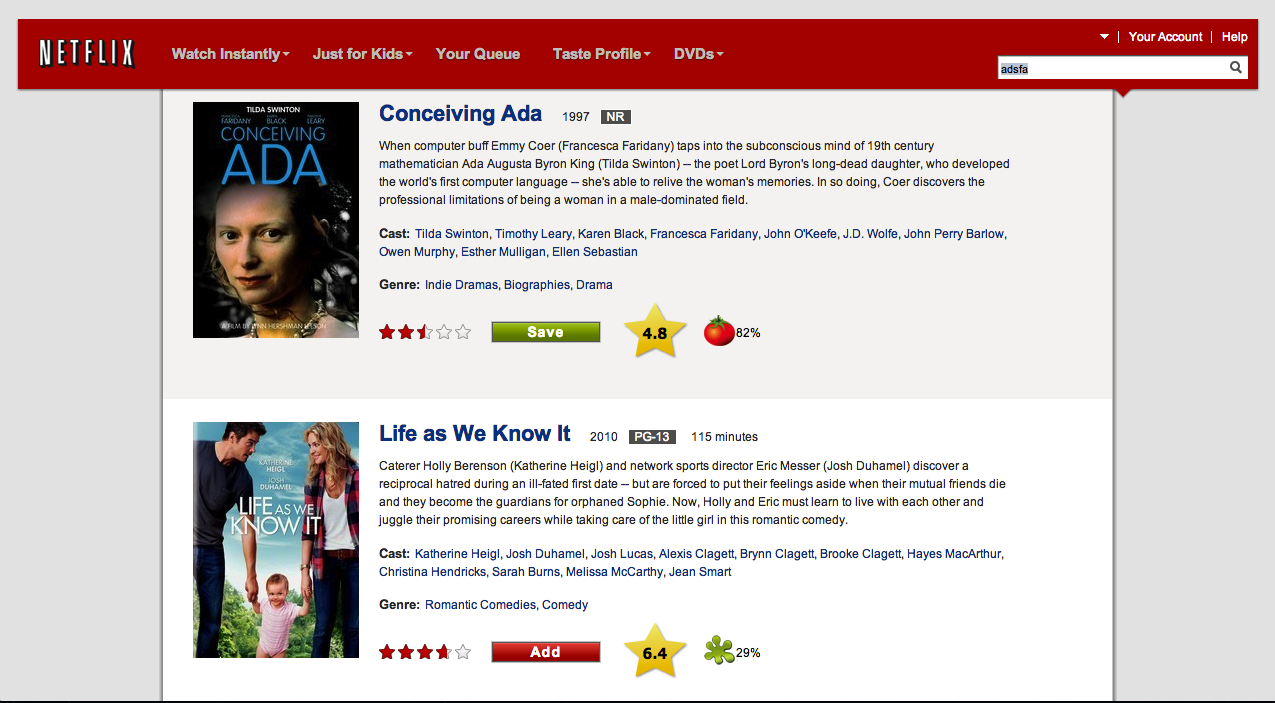 NETFLIX
Watch Instantly
Just for Kids
Your Queue
Taste Profile
DVDs
Your Account
Help
adsfa
TILDA SWINTON
FRANCESCA FARIDANY
KAREN BLACK
TIMOTHY LEARY
CONCEIVING
ADA
A FILM BY LYNN HERSHMAN LEESON
Conceiving Ada 1997 NR
When computer buff Emmy Coer (Francesca Faridany) taps into the subconscious mind of 19th century
mathematician Ada Augusta Byron King (Tilda Swinton) -- the poet Lord Byron's long-dead daughter, who developed
the world's first computer language -- she's able to relive the woman's memories. In so doing, Coer discovers the
professional limitations of being a woman in a male-dominated field.
Cast: Tilda Swinton, Timothy Leary, Karen Black, Francesca Faridany, John O'Keefe, J.D. Wolfe, John Perry Barlow,
Owen Murphy, Esther Mulligan, Ellen Sebastian
Genre: Indie Dramas, Biographies, Drama
Save 4.8 82%
KATHERINE
HEIGL
JOSH
DUHAMEL
LIFE AS WE
KNOW IT
Life as We Know It 2010 PG-13 115 minutes
Caterer Holly Berenson (Katherine Heigl) and network sports director Eric Messer (Josh Duhamel) discover a
reciprocal hatred during an ill-fated first date -- but are forced to put their feelings aside when their mutual friends die
and they become the guardians for orphaned Sophie. Now, Holly and Eric must learn to live with each other and
juggle their promising careers while taking care of the little girl in this romantic comedy.
Cast: Katherine Heigl, Josh Duhamel, Josh Lucas, Alexis Clagett, Brynn Clagett, Brooke Clagett, Hayes MacArthur,
Christina Hendricks, Sarah Burns, Melissa McCarthy, Jean Smart
Genre: Romantic Comedies, Comedy
Add 6.4 29%